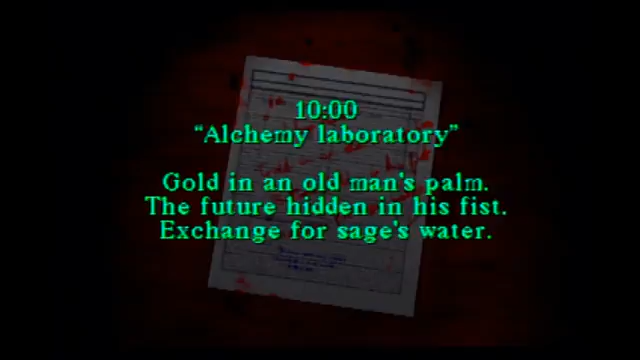 10:00
“Alchemy laboratory”
Gold in an old man's palm.
The future hidden in his fist.
Exchange for sage's water.